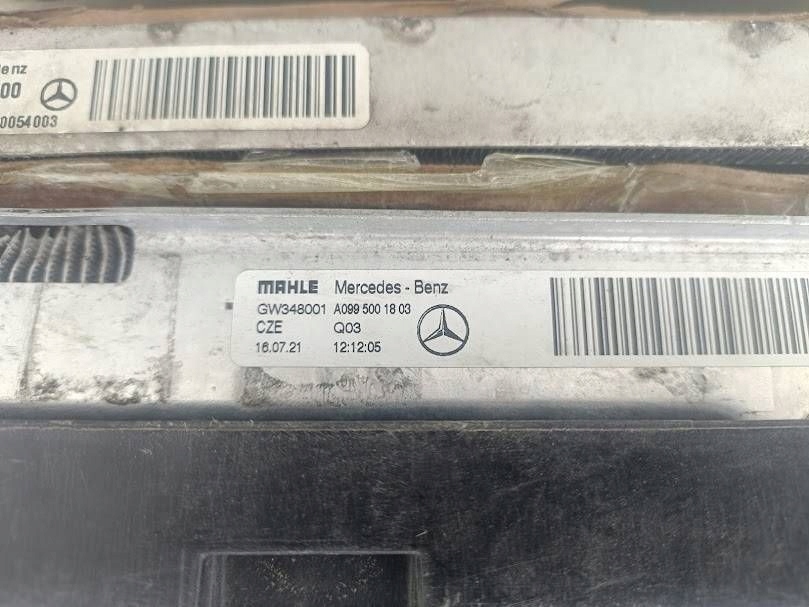 enz
00
0054003
MAHLE Mercedes - Benz
GW348001 A099 500 18 03
CZE Q03
16.07.21 12:12:05